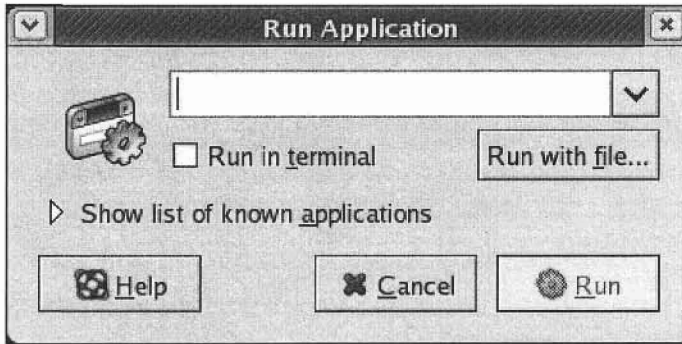 Run Application
Run in terminal
Run with file...
Show list of known applications
Help
Cancel
Run